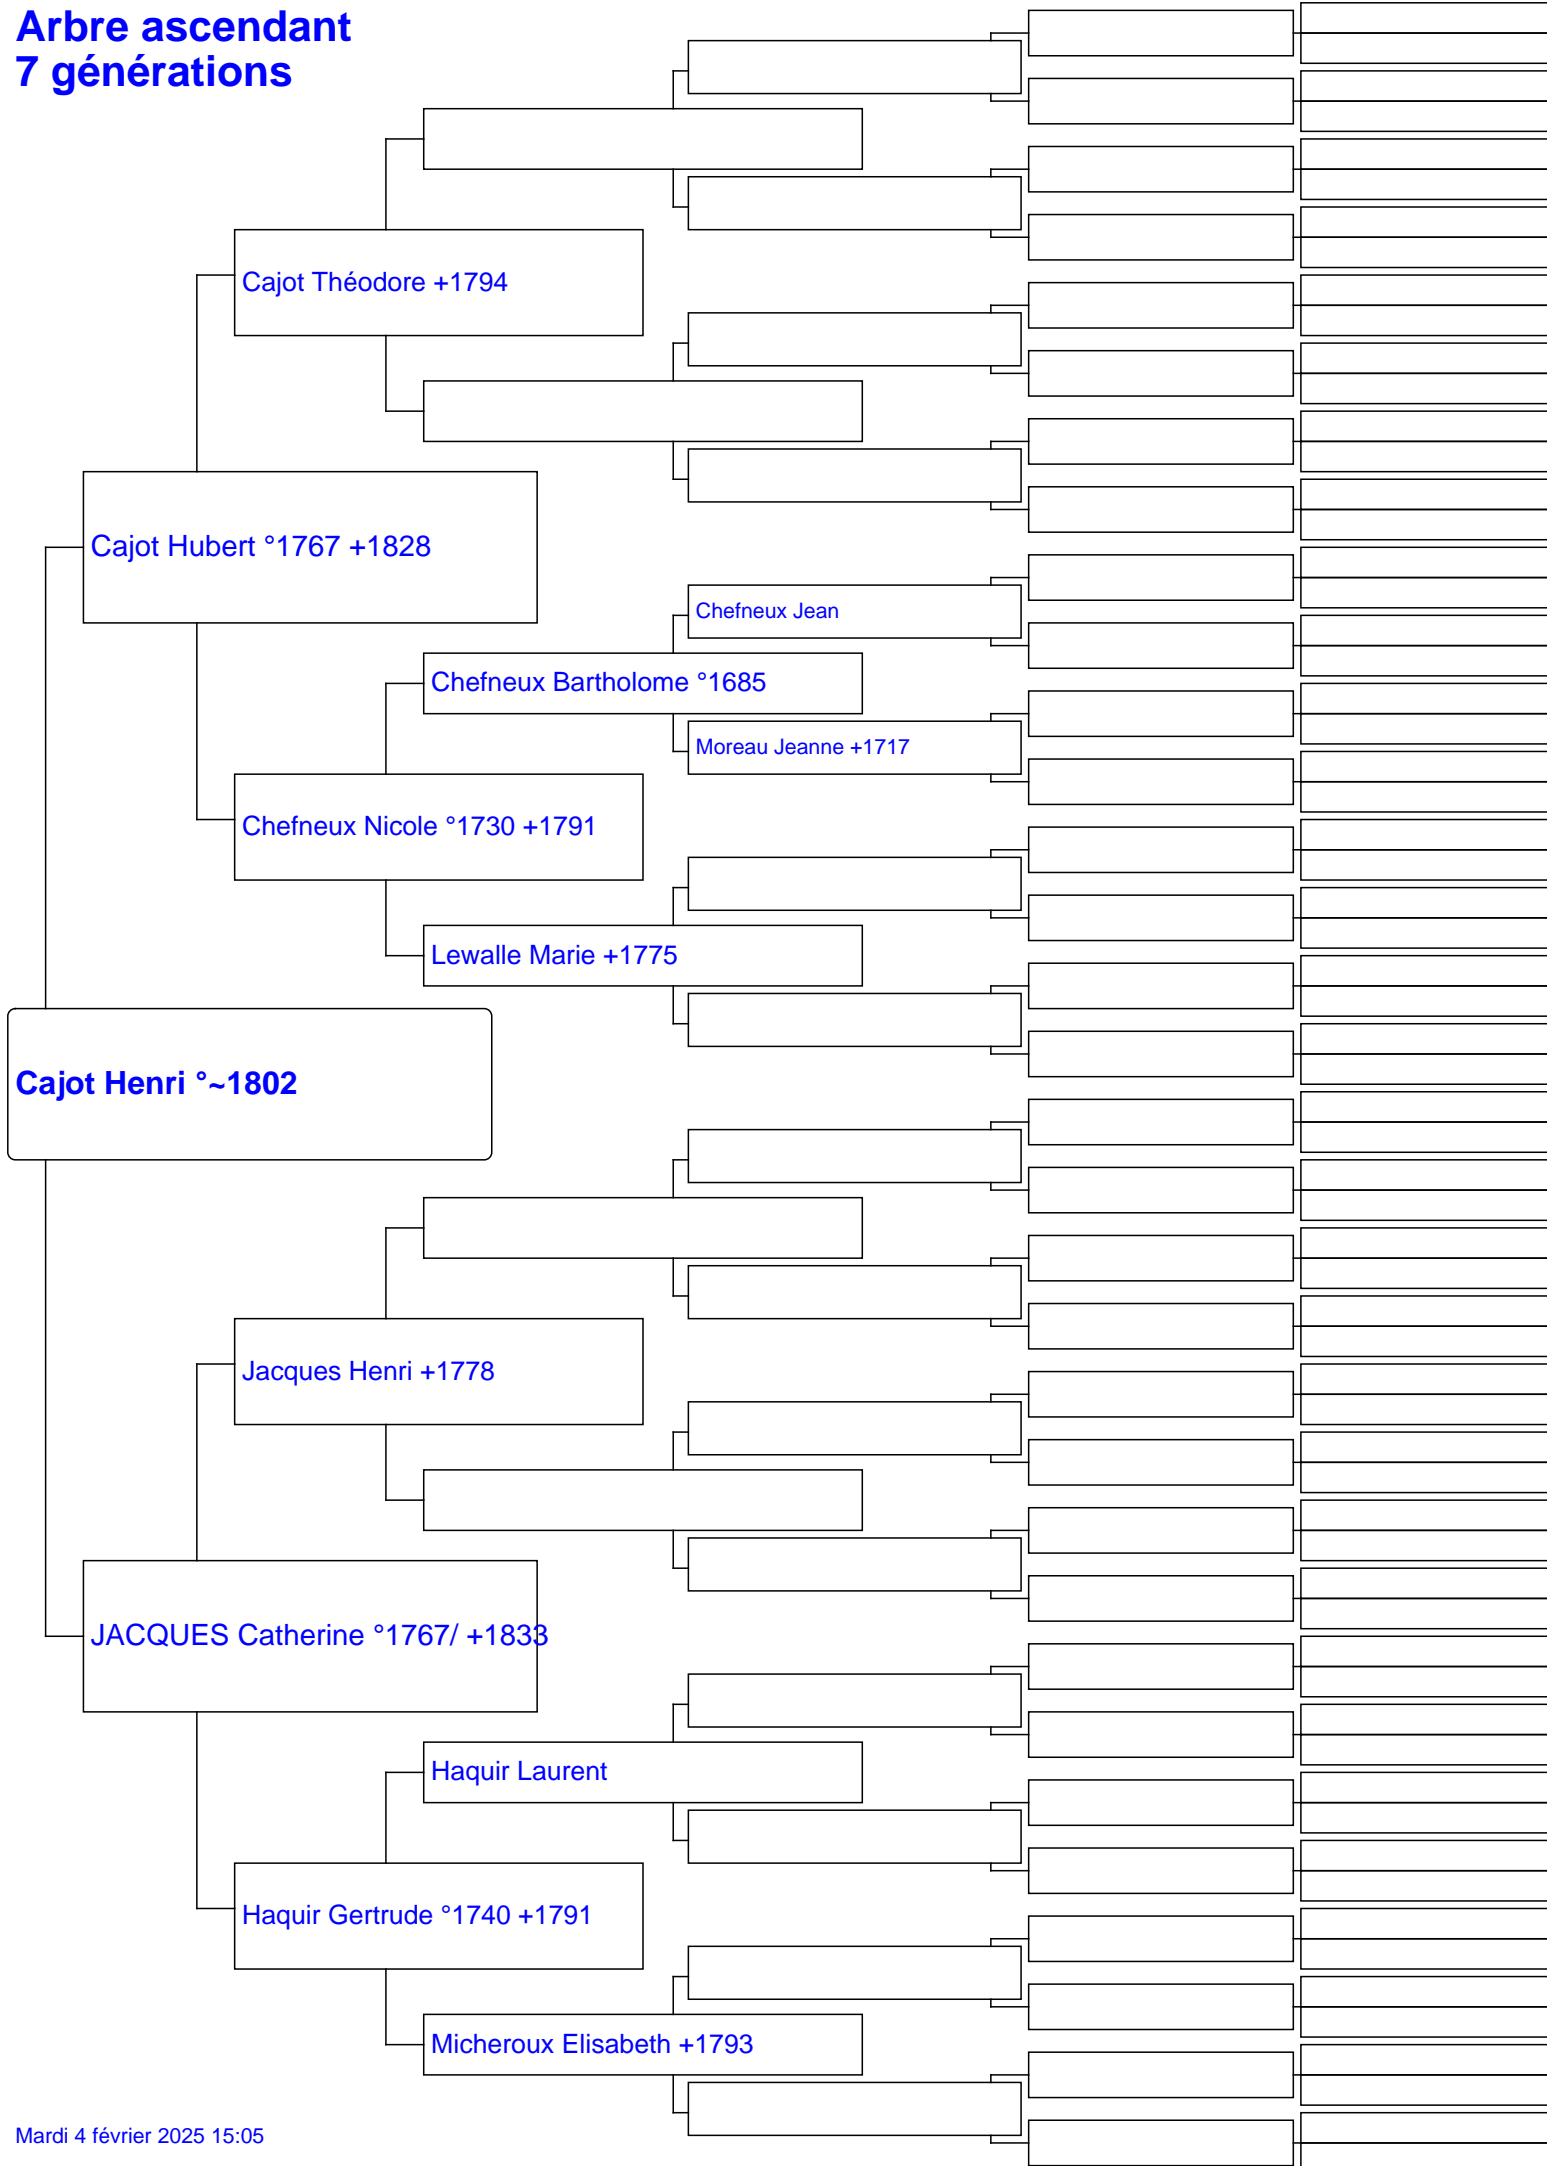 Arbre ascendant
7 générations
Cajot Théodore +1794
Cajot Hubert °1767 +1828
Chefneux Jean
Chefneux Bartholome °1685
Moreau Jeanne +1717
Chefneux Nicole °1730 +1791
Lewalle Marie +1775
Cajot Henri °~1802
Jacques Henri +1778
JACQUES Catherine °1767/ +1833
Haquir Laurent
Haquir Gertrude °1740 +1791
Micheroux Elisabeth +1793
Mardi 4 février 2025 15:05